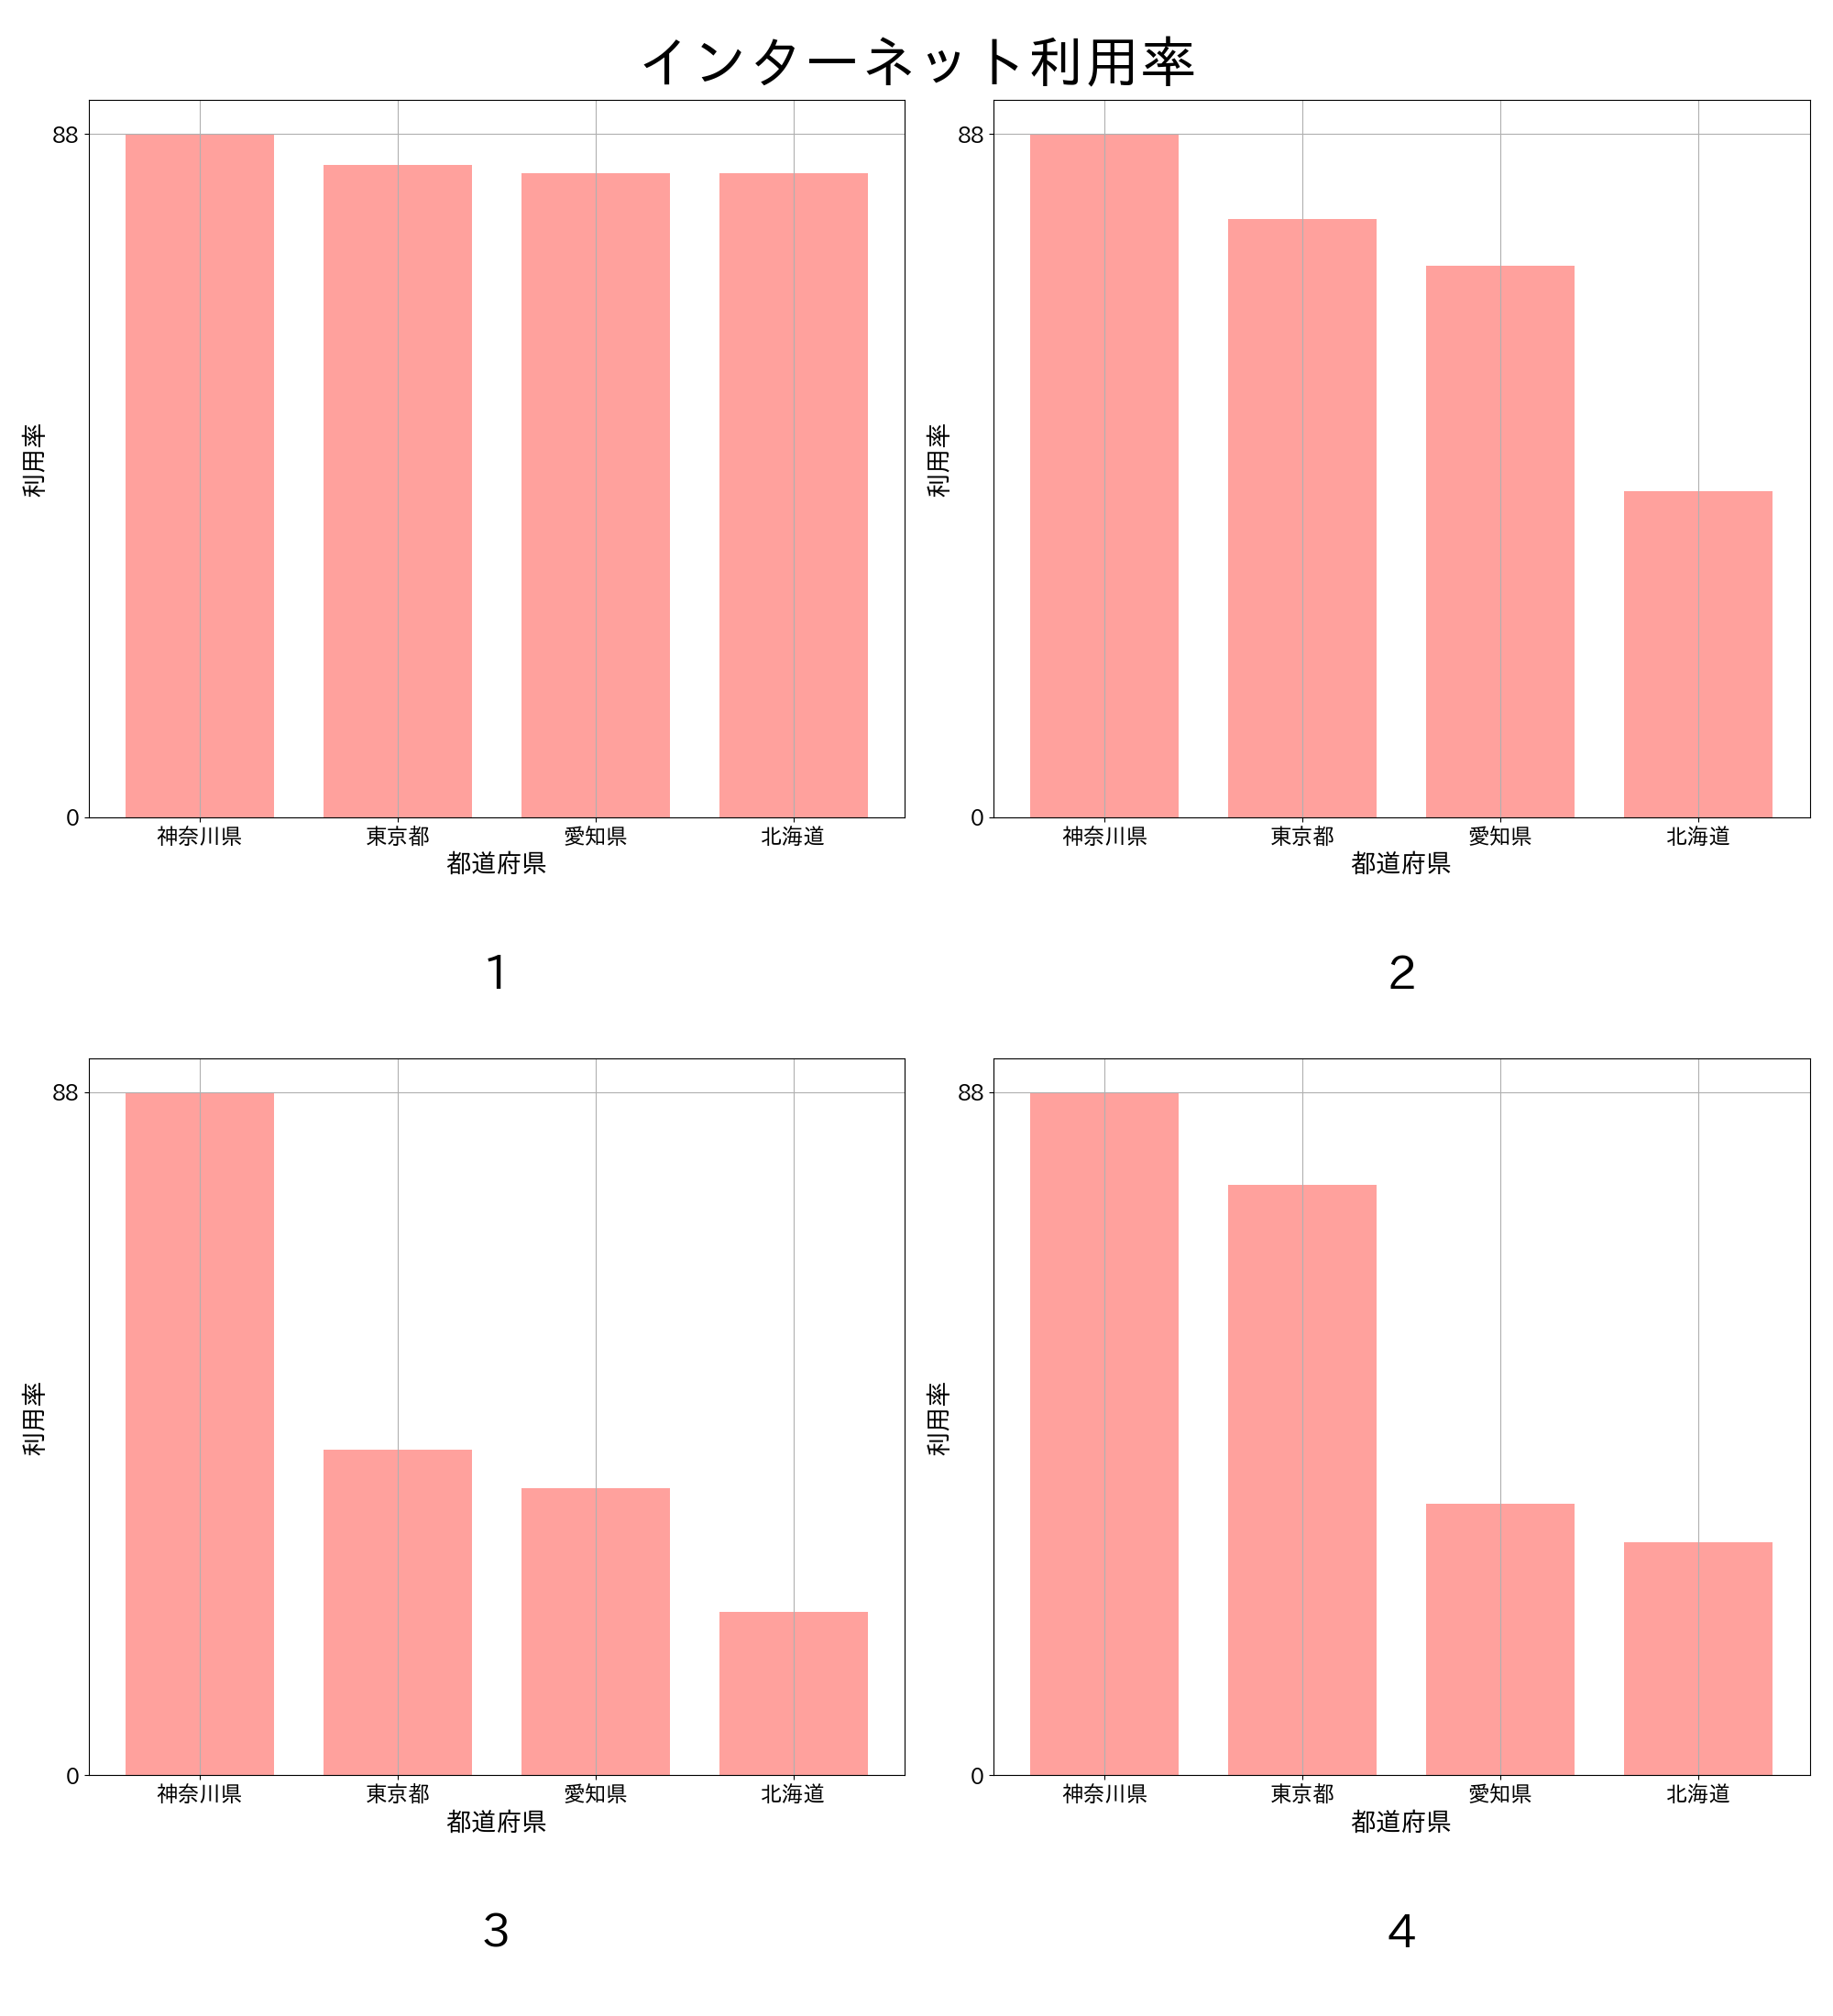 インターネット利用率
88
0
利用率
神奈川県 東京都 愛知県 北海道
都道府県
1
88
0
利用率
神奈川県 東京都 愛知県 北海道
都道府県
2
88
0
利用率
神奈川県 東京都 愛知県 北海道
都道府県
3
88
0
利用率
神奈川県 東京都 愛知県 北海道
都道府県
4